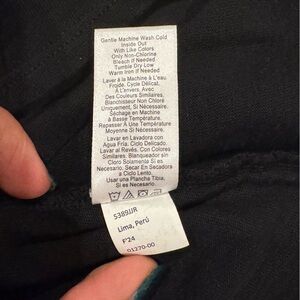 Gentle Machine Wash Cold
Inside Out
With Like Colors
Only Non-Chlorine
Bleach If Needed
Tumble Dry Low
Warm Iron If Needed
Laver à la Machine à L'eau
Froide. Cycle Délicat.
A L'envers. Avec
Des Couleurs Similaires.
Blanchisseur Non Chloré
Uniquement, Si Nécessaire.
Séchage en Machine
à Basse Température.
Repasser A Une Température
Moyenne Si Nécessaire.
Lavar en Lavadora con
Agua Fría. Ciclo Delicado.
Lavar al Revés. Con Colores
Similares. Blanqueador sin
Cloro Solamente Si es
Necesario. Secar En Secadora
a Ciclo Lento.
Usar una Plancha Tibia,
Si es Necesario.
S389JJR
Lima, Perú
F'24
01270-00